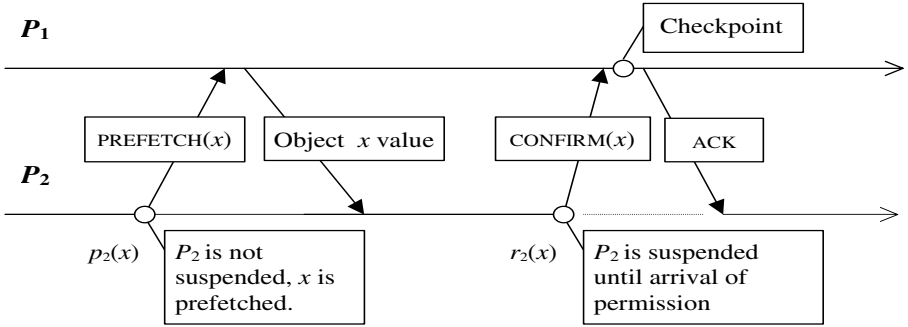 P1
Checkpoint
PREFETCH(x)
Object x value
CONFIRM(x)
ACK
P2
p2(x)
P2 is not
suspended, x is
prefetched.
r2(x)
P2 is suspended
until arrival of
permission